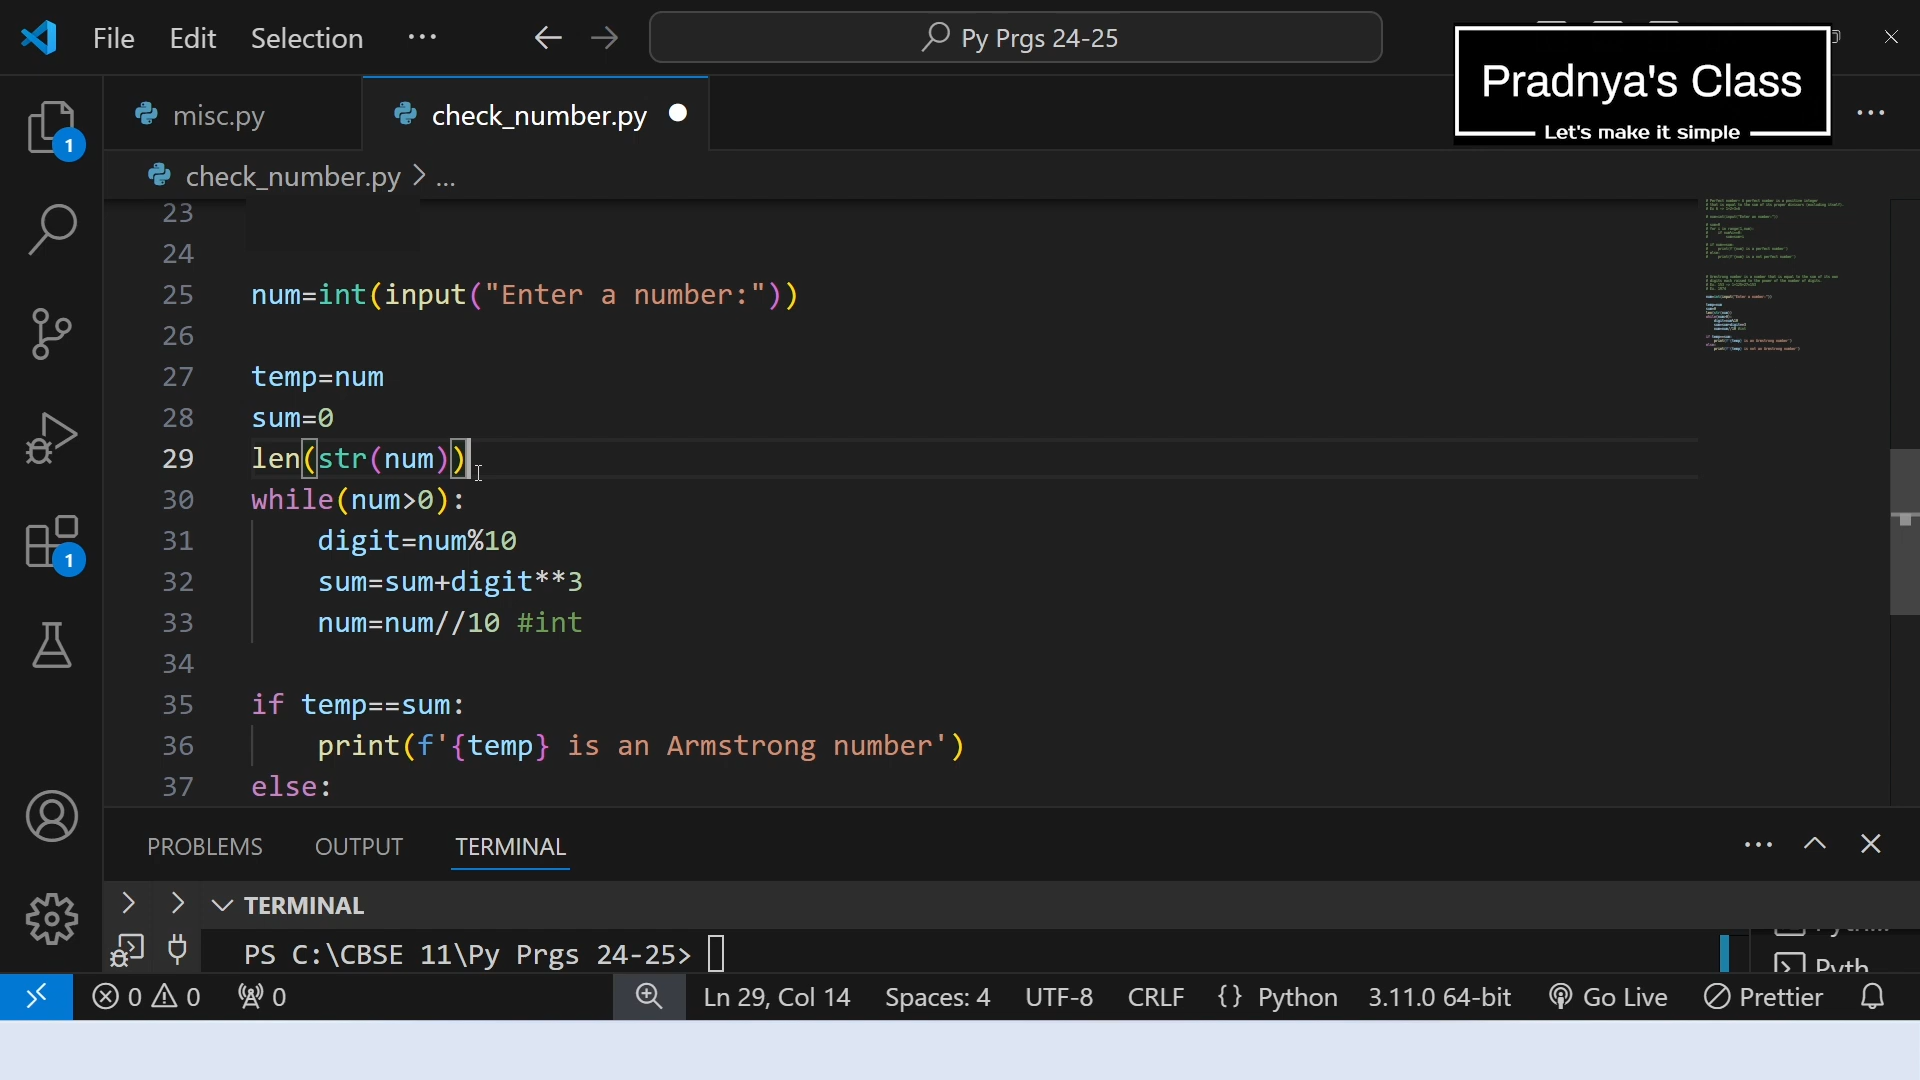 File Edit Selection ···
Py Prgs 24-25
Pradnya's Class
Let's make it simple
misc.py
check_number.py
check_number.py > ...
23
24
25 num=int(input("Enter a number:"))
26
27 temp=num
28 sum=0
29 len(str(num))
30 while(num>0):
31 digit=num%10
32 sum=sum+digit**3
33 num=num//10 #int
34
35 if temp==sum:
36 print(f'{temp} is an Armstrong number')
37 else:
1
1
PROBLEMS OUTPUT TERMINAL
TERMINAL
PS C:\CBSE 11\Py Prgs 24-25>
0 0 0 Ln 29, Col 14 Spaces: 4 UTF-8 CRLF {} Python 3.11.0 64-bit Go Live Prettier